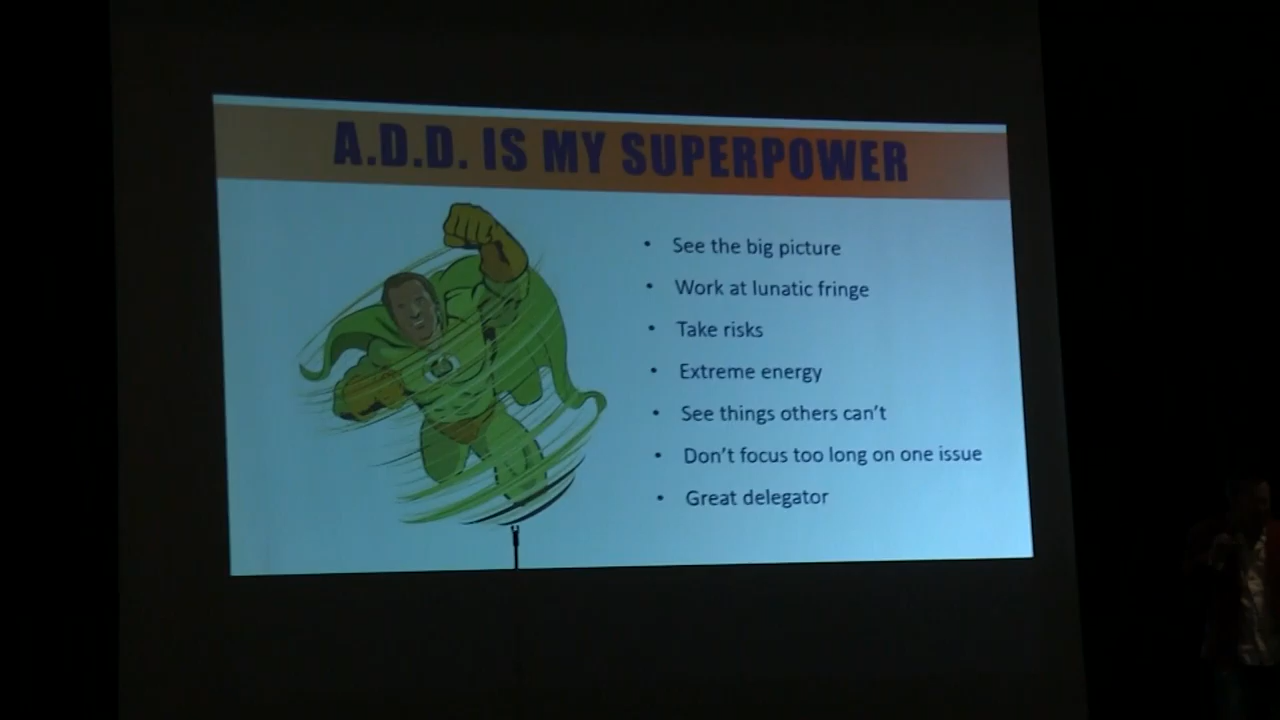 A.D.D. IS MY SUPERPOWER
• See the big picture
• Work at lunatic fringe
• Take risks
• Extreme energy
• See things others can't
• Don't focus too long on one issue
• Great delegator